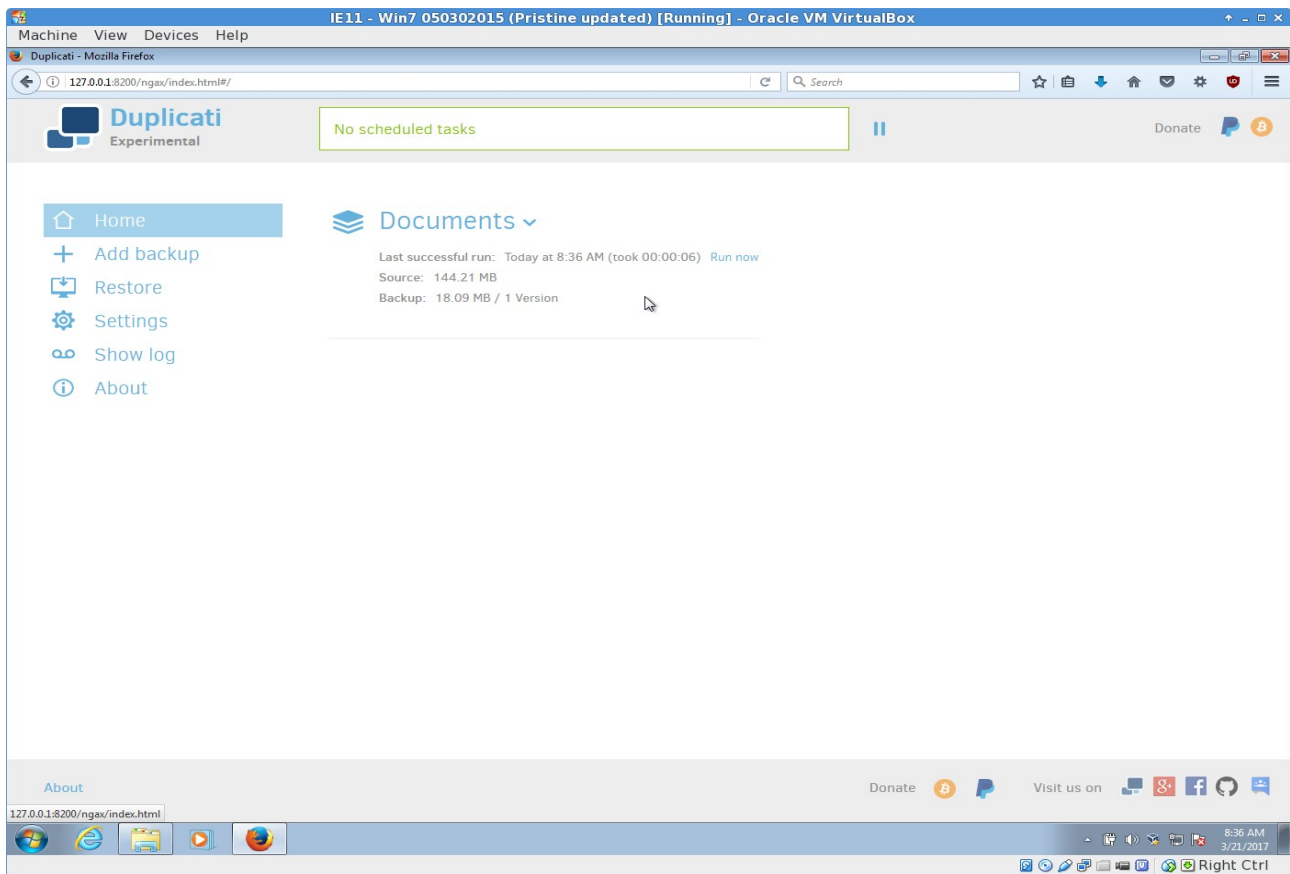 IE11 - Win7 050302015 (Pristine updated) [Running] - Oracle VM VirtualBox
Machine View Devices Help
Duplicati - Mozilla Firefox
127.0.0.1:8200/ngax/index.html#/
Search
Duplicati
Experimental
No scheduled tasks
Donate
Home
Add backup
Restore
Settings
Show log
About
Documents
Last successful run: Today at 8:36 AM (took 00:00:06) Run now
Source: 144.21 MB
Backup: 18.09 MB / 1 Version
About
Donate
Visit us on
127.0.0.1:8200/ngax/index.html
8:36 AM
3/21/2017
Right Ctrl